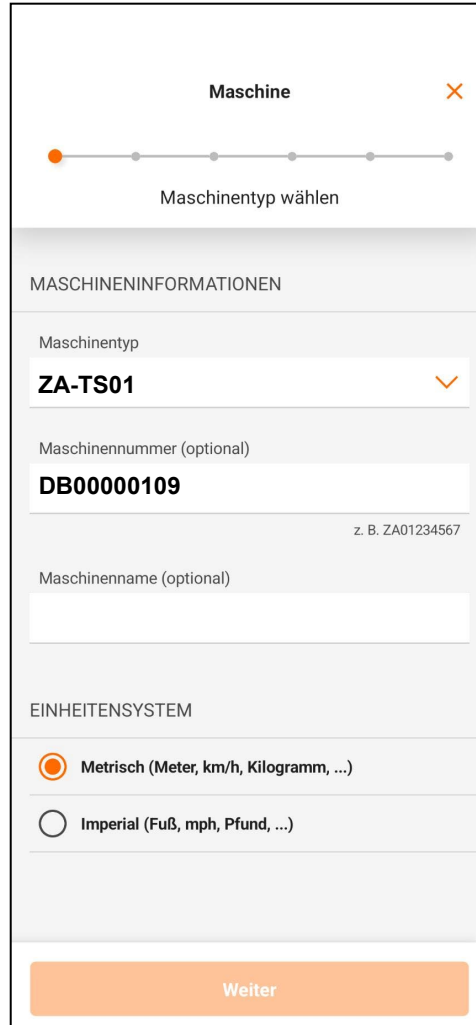 Maschine
Maschinentyp wählen
MASCHINENINFORMATIONEN
Maschinentyp
ZA-TS01
Maschinennummer (optional)
DB00000109
z. B. ZA01234567
Maschinenname (optional)
EINHEITENSYSTEM
Metrisch (Meter, km/h, Kilogramm, ...)
Imperial (Fuß, mph, Pfund, ...)
Weiter